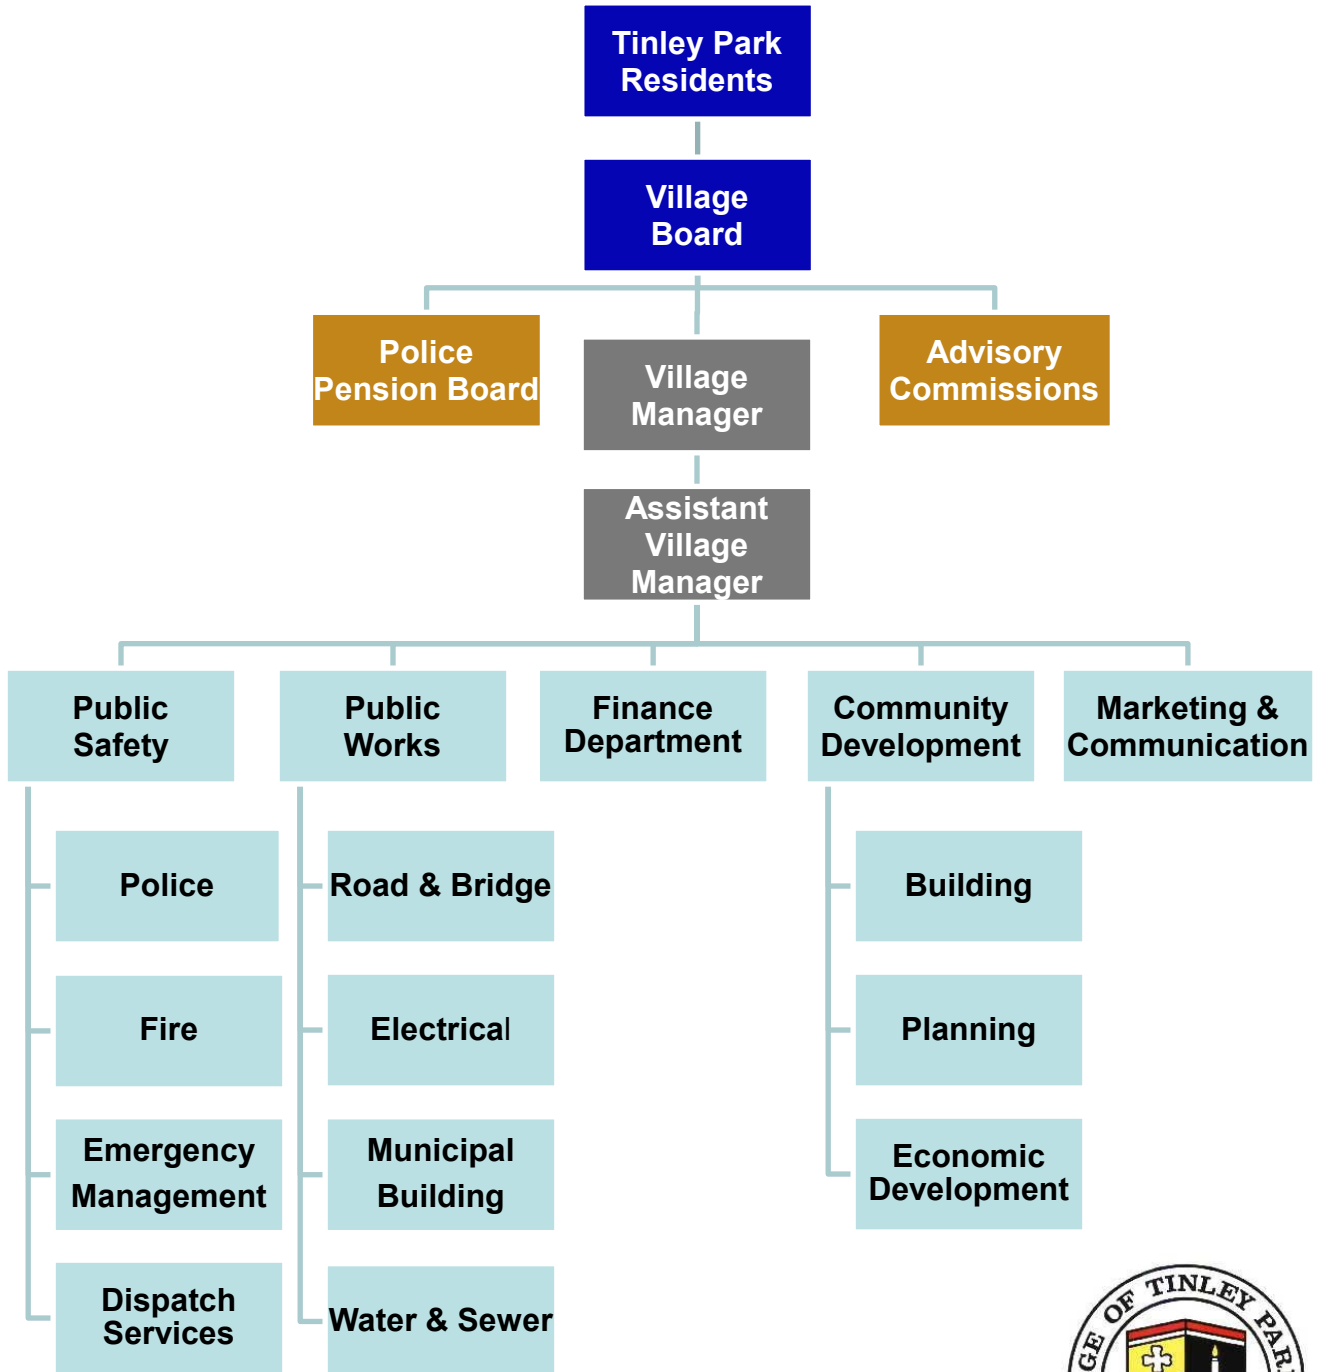 Tinley Park
Residents
Village
Board
Police
Pension Board
Village
Manager
Advisory
Commissions
Assistant
Village
Manager
Public
Safety
Public
Works
Finance
Department
Community
Development
Marketing &
Communication
Police
Road & Bridge
Building
Fire
Electrical
Planning
Emergency
Management
Municipal
Building
Economic
Development
Dispatch
Services
Water & Sewer
OF TINLEY